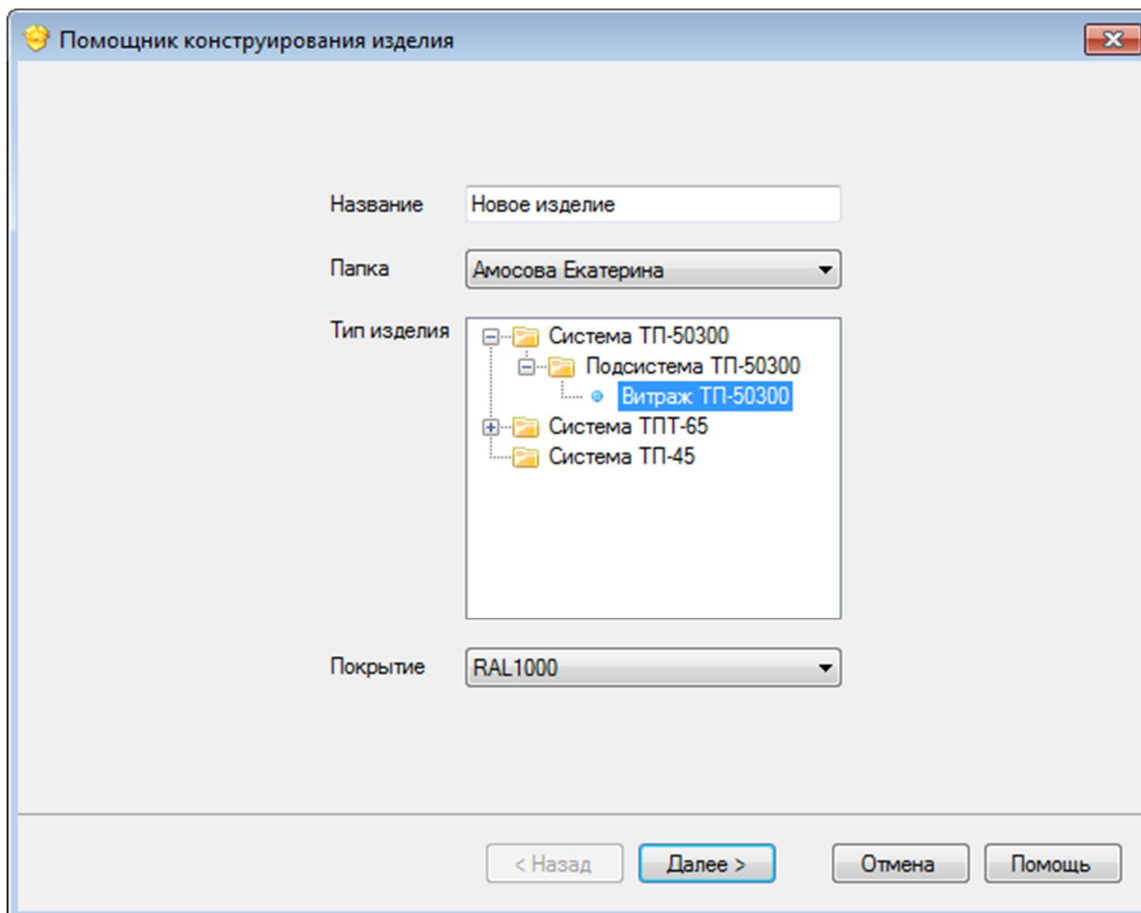 Помощник конструирования изделия
Название Новое изделие
Папка Амосова Екатерина
Тип изделия Система ТП-50300
Подсистема ТП-50300
Витраж ТП-50300
Система ТПТ-65
Система ТП-45
Покрытие RAL1000
< Назад Далее > Отмена Помощь